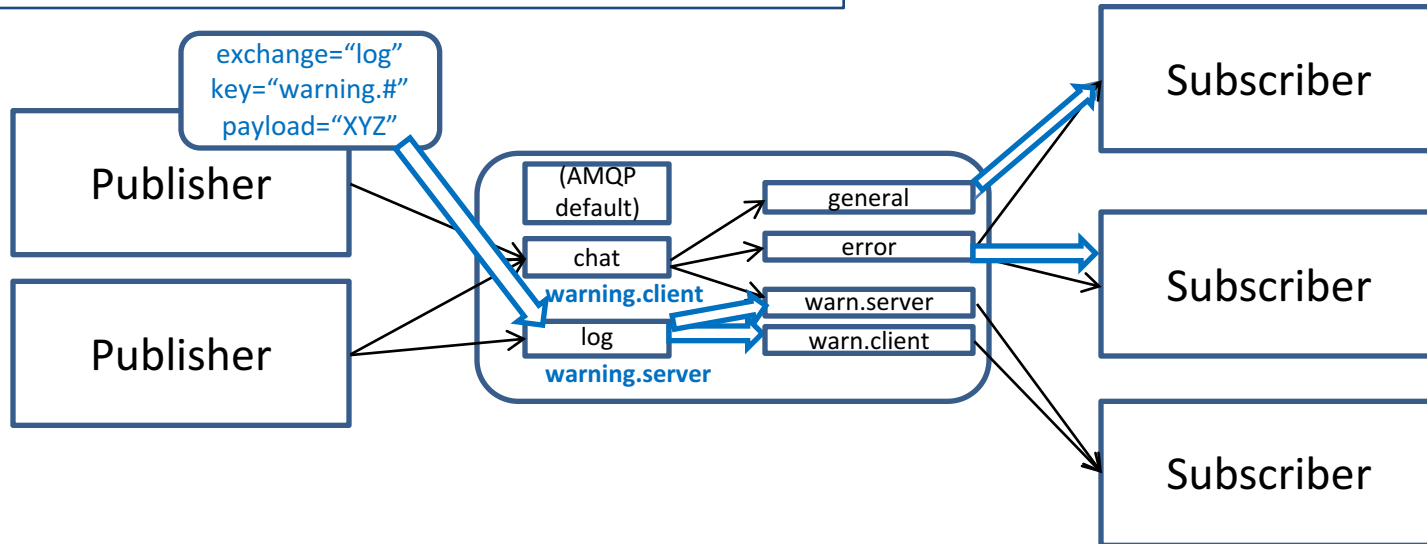 exchange=“log”
key=“warning.#”
payload=“XYZ”
Publisher
Publisher
(AMQP
default)
chat
warning.client
log
warning.server
general
error
warn.server
warn.client
Subscriber
Subscriber
Subscriber